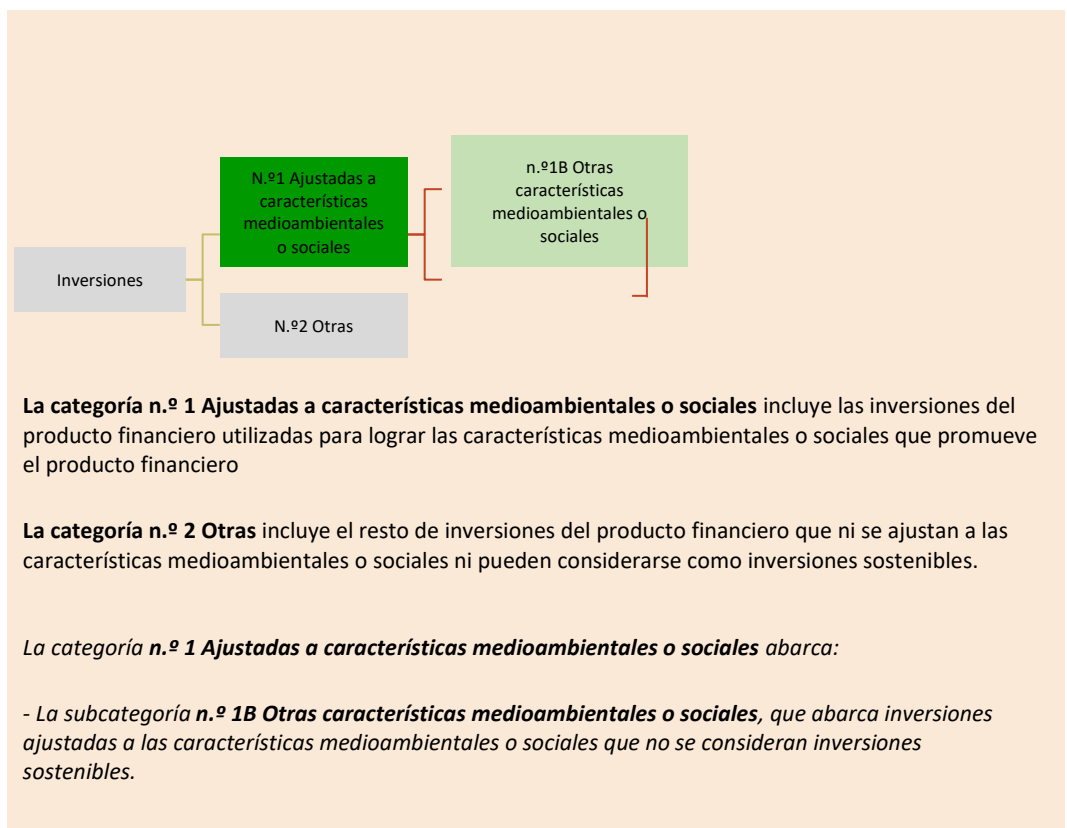 N.º1 Ajustadas a
características
medioambientales
o sociales
n.º1B Otras
características
medioambientales o
sociales
Inversiones
N.º2 Otras
La categoría n.º 1 Ajustadas a características medioambientales o sociales incluye las inversiones del
producto financiero utilizadas para lograr las características medioambientales o sociales que promueve
el producto financiero
La categoría n.º 2 Otras incluye el resto de inversiones del producto financiero que ni se ajustan a las
características medioambientales o sociales ni pueden considerarse como inversiones sostenibles.
La categoría n.º 1 Ajustadas a características medioambientales o sociales abarca:
- La subcategoría n.º 1B Otras características medioambientales o sociales, que abarca inversiones
ajustadas a las características medioambientales o sociales que no se consideran inversiones
sostenibles.